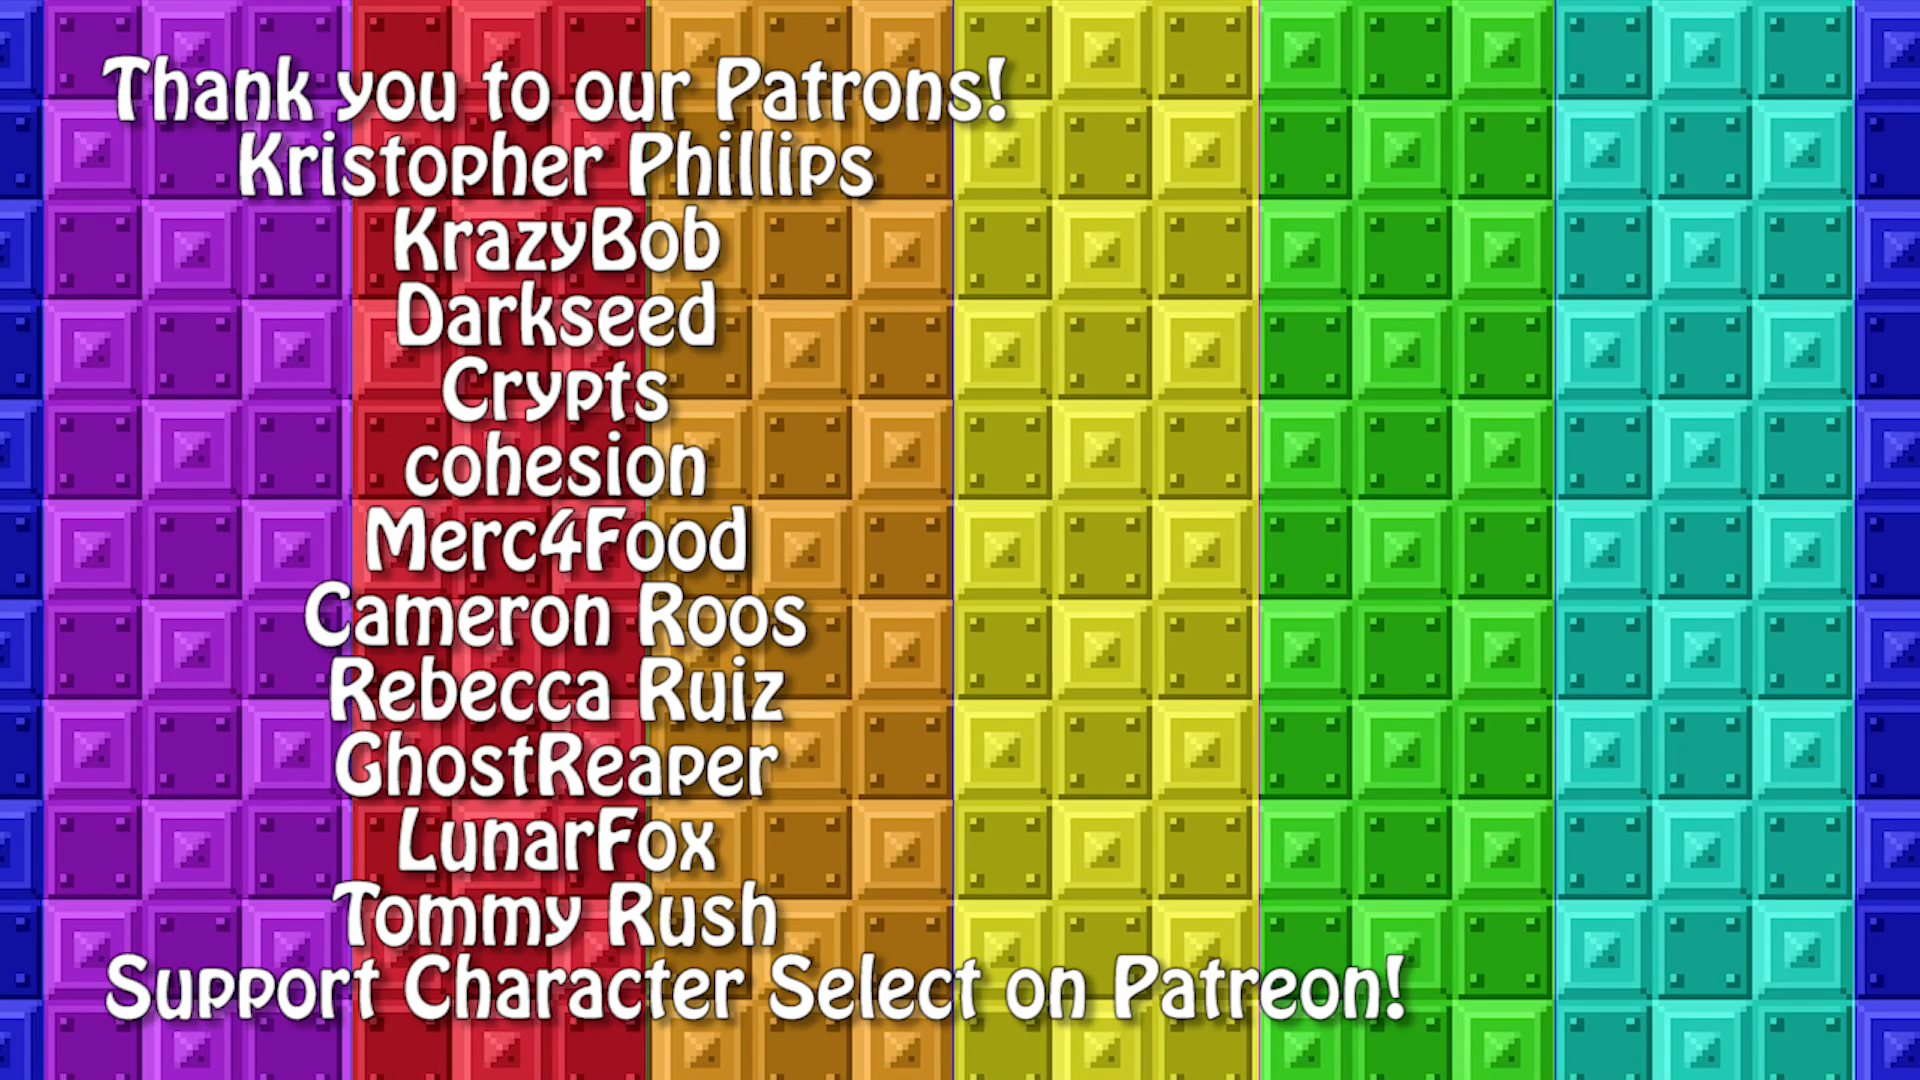 Thank you to our Patrons!
Kristopher Phillips
KrazyBob
Darkseed
Crypts
cohesion
Merc4Food
Cameron Roos
Rebecca Ruiz
GhostReaper
LunarFox
Tommy Rush
Support Character Select on Patreon!